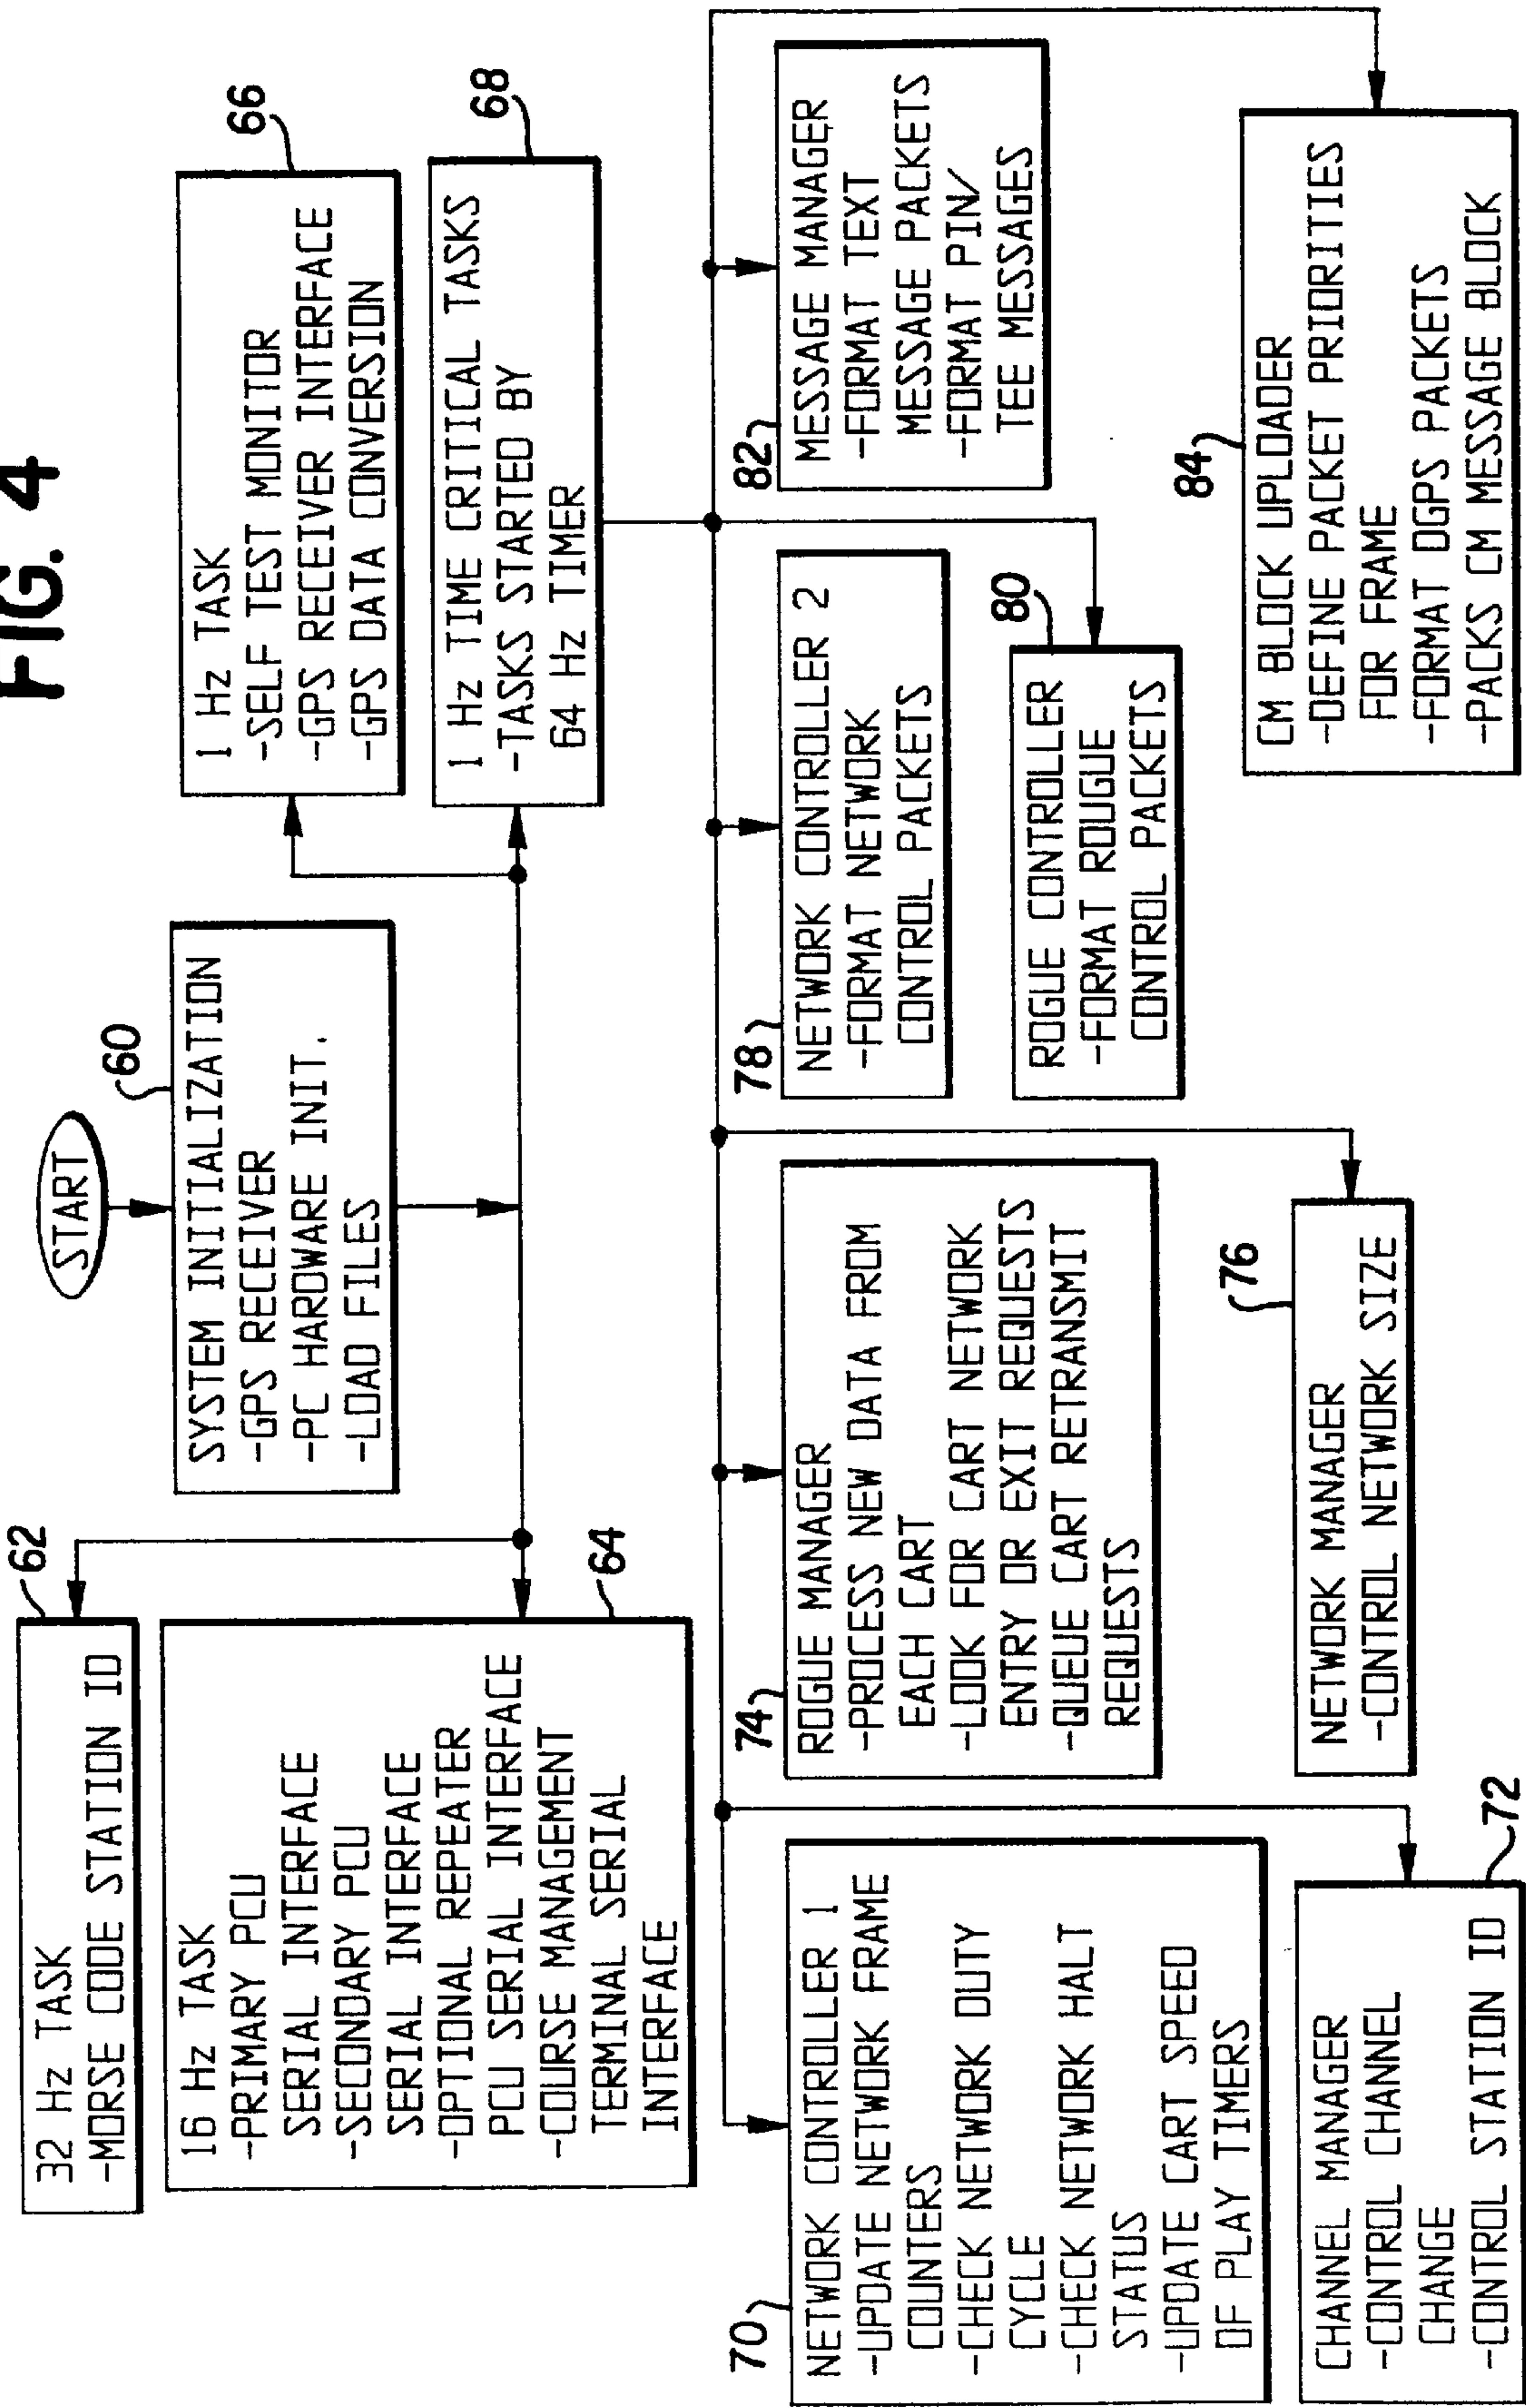 FIG. 4
START
60
SYSTEM INITIALIZATION
-GPS RECEIVER
-PC HARDWARE INIT.
-LOAD FILES
62
32 Hz TASK
-MORSE CODE STATION ID
64
16 Hz TASK
-PRIMARY PCU
SERIAL INTERFACE
-SECONDARY PCU
SERIAL INTERFACE
-OPTIONAL REPEATER
PCU SERIAL INTERFACE
-COURSE MANAGEMENT
TERMINAL SERIAL
INTERFACE
66
1 Hz TASK
-SELF TEST MONITOR
-GPS RECEIVER INTERFACE
-GPS DATA CONVERSION
68
1 Hz TIME CRITICAL TASKS
-TASKS STARTED BY
64 Hz TIMER
70
NETWORK CONTROLLER 1
-UPDATE NETWORK FRAME
COUNTERS
-CHECK NETWORK DUTY
CYCLE
-CHECK NETWORK HALT
STATUS
-UPDATE CART SPEED
OF PLAY TIMERS
72
CHANNEL MANAGER
-CONTROL CHANNEL
CHANGE
-CONTROL STATION ID
74
ROGUE MANAGER
-PROCESS NEW DATA FROM
EACH CART
-LOOK FOR CART NETWORK
ENTRY OR EXIT REQUESTS
-QUEUE CART RETRANSMIT
REQUESTS
76
NETWORK MANAGER
-CONTROL NETWORK SIZE
78
NETWORK CONTROLLER 2
-FORMAT NETWORK
CONTROL PACKETS
80
ROGUE CONTROLLER
-FORMAT ROUGUE
CONTROL PACKETS
82
MESSAGE MANAGER
-FORMAT TEXT
MESSAGE PACKETS
-FORMAT PIN/
TEE MESSAGES
84
CM BLOCK UPLOADER
-DEFINE PACKET PRIORITIES
FOR FRAME
-FORMAT DGPS PACKETS
-PACKS CM MESSAGE BLOCK